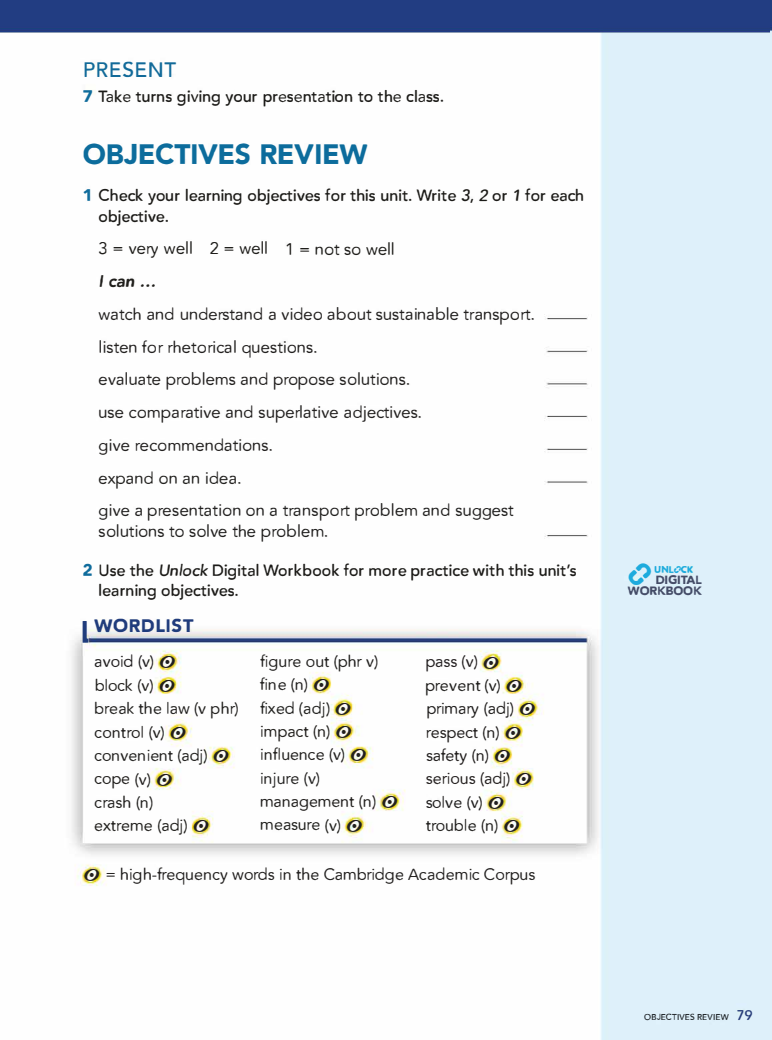 PRESENT
7 Take turns giving your presentation to the class.
OBJECTIVES REVIEW
1 Check your learning objectives for this unit. Write 3, 2 or 1 for each
objective.
3 = very well 2 = well 1 = not so well
I can ...
watch and understand a video about sustainable transport. ____
listen for rhetorical questions. ____
evaluate problems and propose solutions. ____
use comparative and superlative adjectives. ____
give recommendations. ____
expand on an idea. ____
give a presentation on a transport problem and suggest
solutions to solve the problem. ____
2 Use the Unlock Digital Workbook for more practice with this unit's
learning objectives.
UNLOCK
DIGITAL
WORKBOOK
WORDLIST
avoid (v)
block (v)
break the law (v phr)
control (v)
convenient (adj)
cope (v)
crash (n)
extreme (adj)
figure out (phr v)
fine (n)
fixed (adj)
impact (n)
influence (v)
injure (v)
management (n)
measure (v)
pass (v)
prevent (v)
primary (adj)
respect (n)
safety (n)
serious (adj)
solve (v)
trouble (n)
= high-frequency words in the Cambridge Academic Corpus
OBJECTIVES REVIEW 79